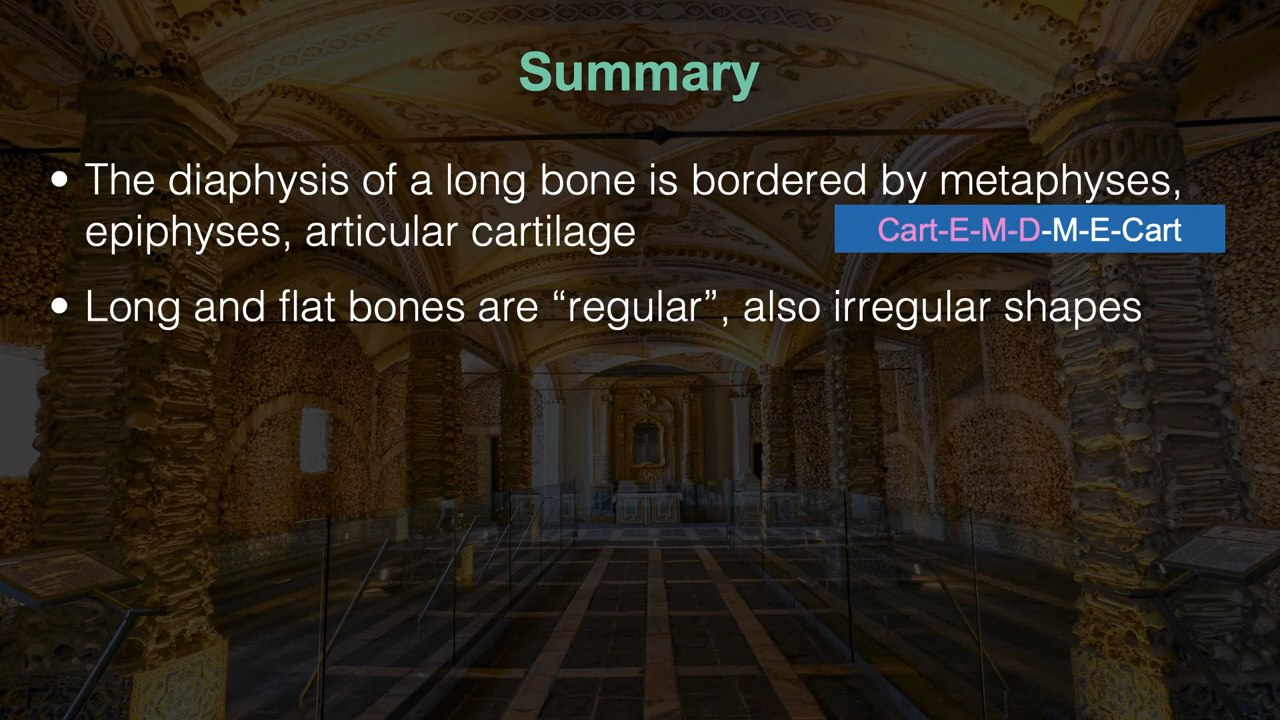 Summary
• The diaphysis of a long bone is bordered by metaphyses,
epiphyses, articular cartilage
Cart-E-M-D-M-E-Cart
• Long and flat bones are “regular”, also irregular shapes